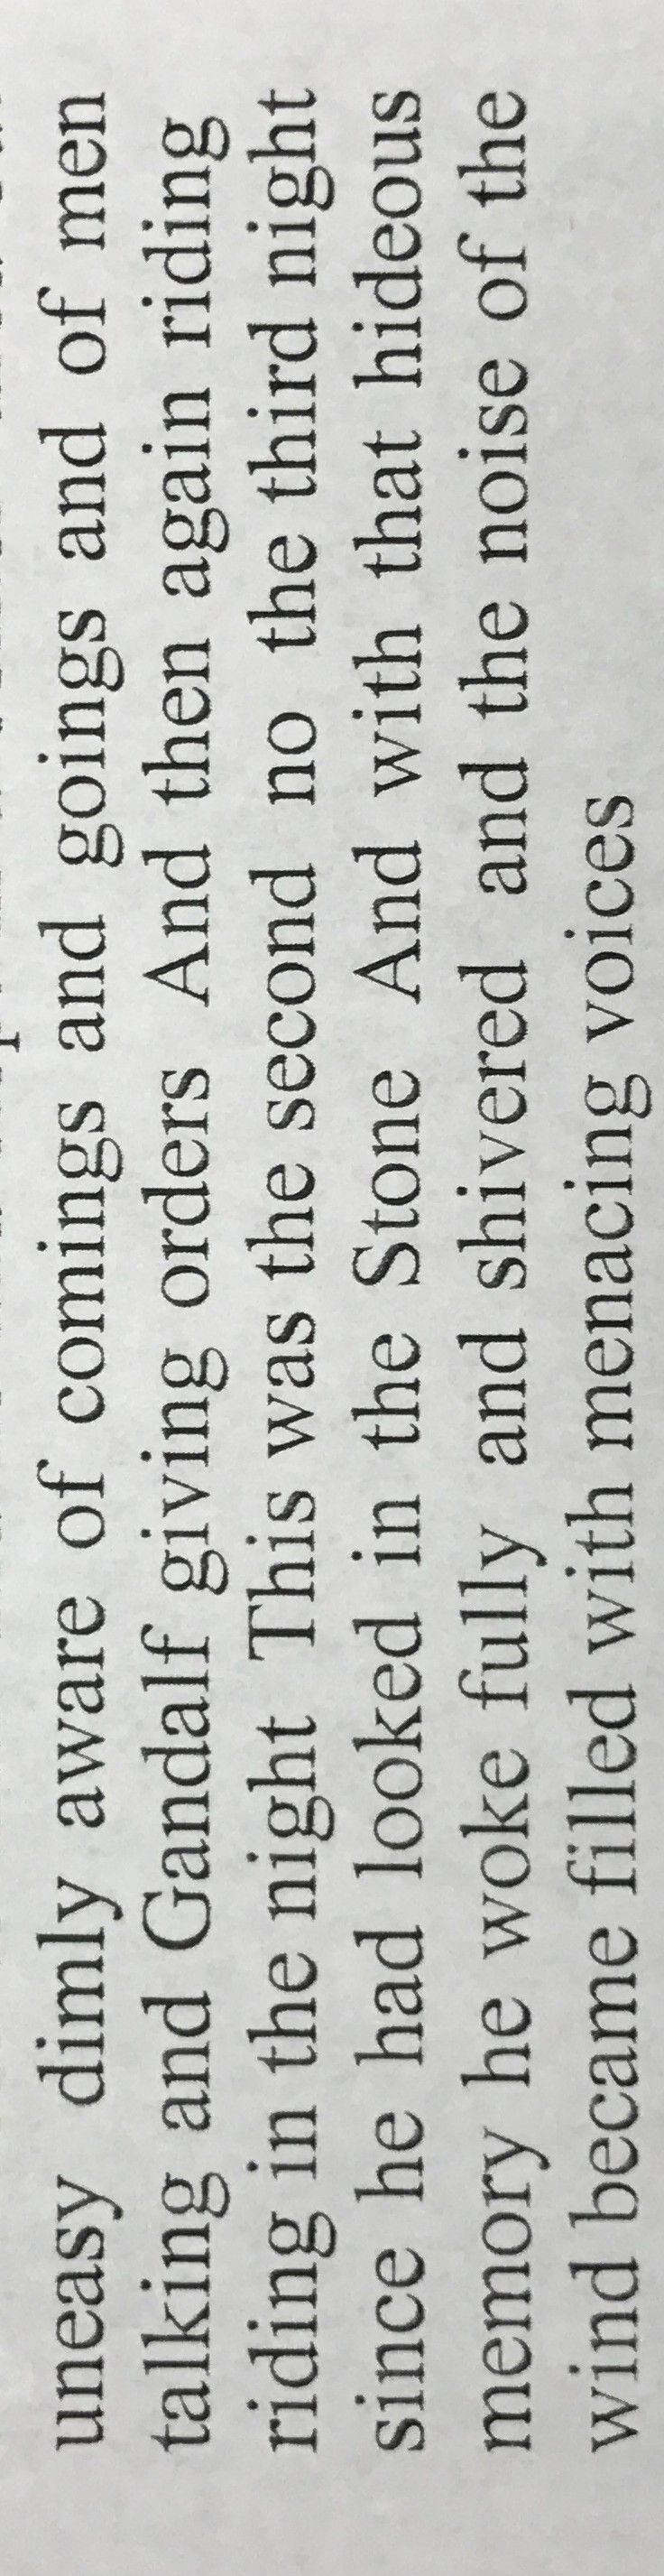 uneasy dimly aware of comings and goings and of men
talking and Gandalf giving orders And then again riding
riding in the night This was the second no the third night
since he had looked in the Stone And with that hideous
memory he woke fully and shivered and the noise of the
wind became filled with menacing voices